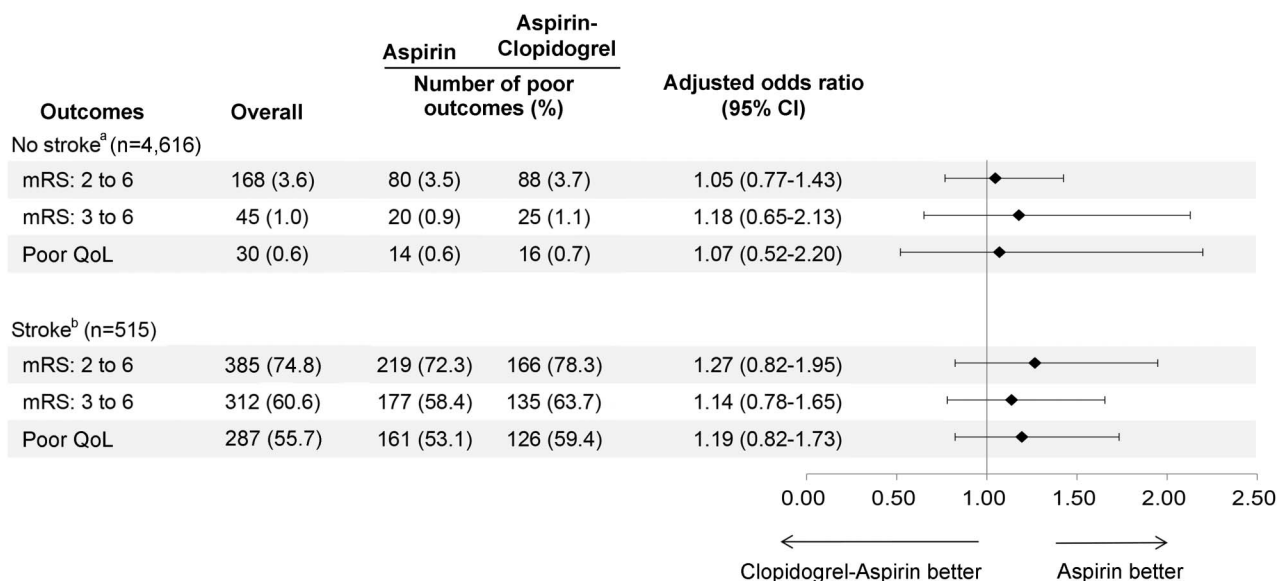 Aspirin Aspirin-Clopidogrel
Outcomes Overall Number of poor outcomes (%) Adjusted odds ratio (95% CI)
No strokeᵃ (n=4,616)
mRS: 2 to 6 168 (3.6) 80 (3.5) 88 (3.7) 1.05 (0.77-1.43)
mRS: 3 to 6 45 (1.0) 20 (0.9) 25 (1.1) 1.18 (0.65-2.13)
Poor QoL 30 (0.6) 14 (0.6) 16 (0.7) 1.07 (0.52-2.20)
Strokeᵇ (n=515)
mRS: 2 to 6 385 (74.8) 219 (72.3) 166 (78.3) 1.27 (0.82-1.95)
mRS: 3 to 6 312 (60.6) 177 (58.4) 135 (63.7) 1.14 (0.78-1.65)
Poor QoL 287 (55.7) 161 (53.1) 126 (59.4) 1.19 (0.82-1.73)
0.00 0.50 1.00 1.50 2.00 2.50
Clopidogrel-Aspirin better Aspirin better